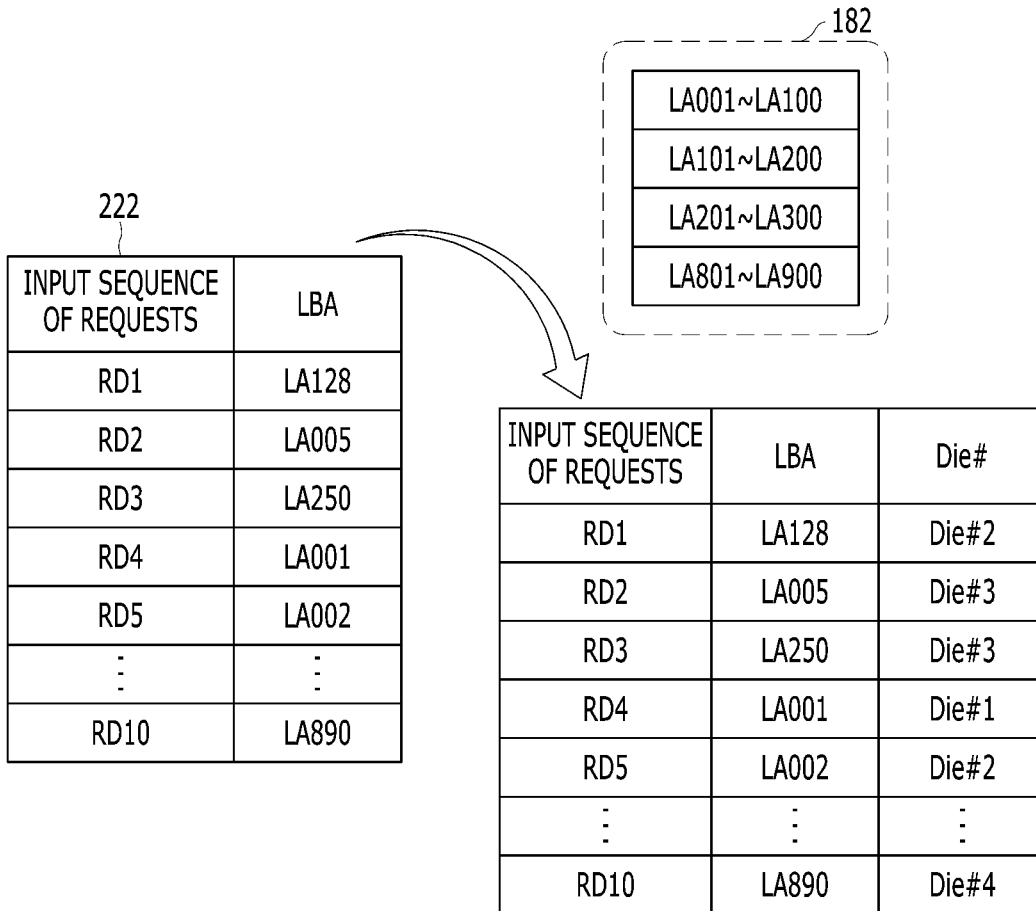 182
LA001~LA100
LA101~LA200
LA201~LA300
LA801~LA900
222
INPUT SEQUENCE
OF REQUESTS
LBA
RD1 LA128
RD2 LA005
RD3 LA250
RD4 LA001
RD5 LA002
RD10 LA890
INPUT SEQUENCE
OF REQUESTS
LBA
Die#
RD1 LA128 Die#2
RD2 LA005 Die#3
RD3 LA250 Die#3
RD4 LA001 Die#1
RD5 LA002 Die#2
RD10 LA890 Die#4